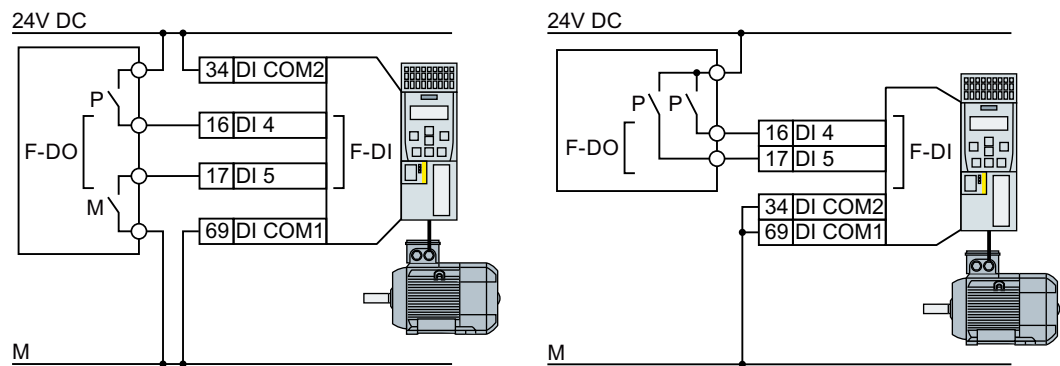 24V DC
34 DI COM2
P
16 DI 4
F-DO
F-DI
17 DI 5
M
69 DI COM1
M
24V DC
P P
16 DI 4
F-DO
F-DI
17 DI 5
34 DI COM2
69 DI COM1
M